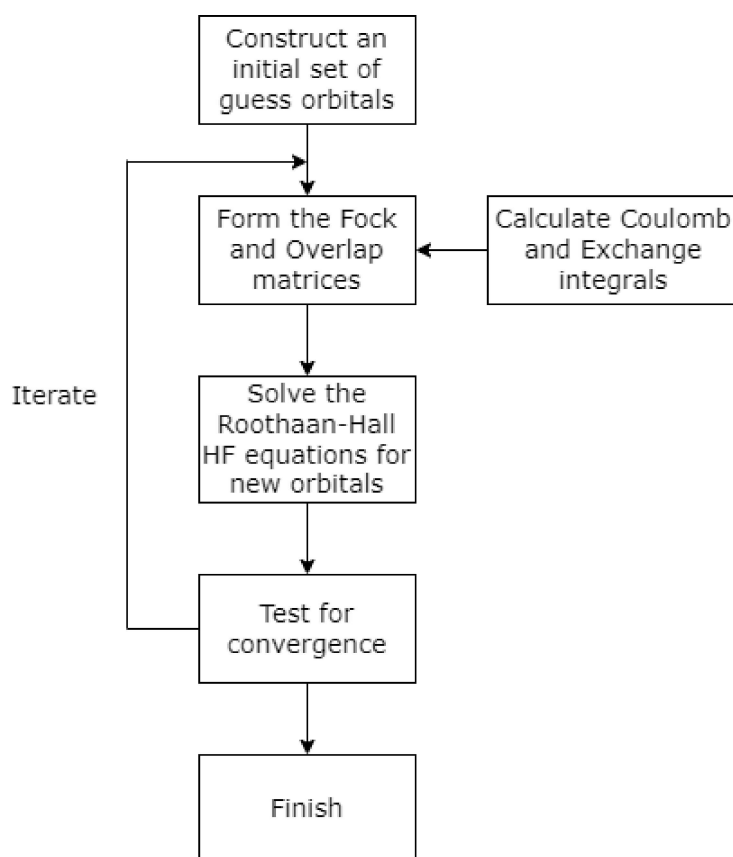 Construct an
initial set of
guess orbitals
Form the Fock
and Overlap
matrices
Calculate Coulomb
and Exchange
integrals
Iterate
Solve the
Roothaan-Hall
HF equations for
new orbitals
Test for
convergence
Finish